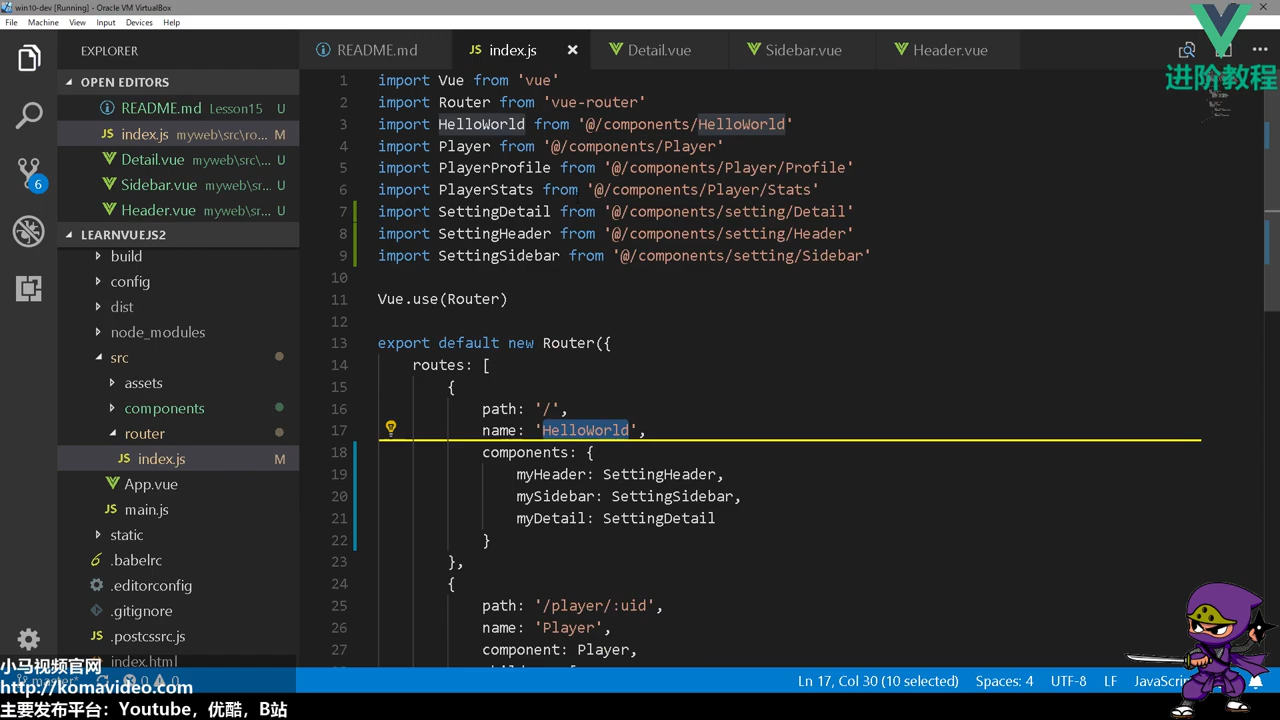 win10-dev [Running] - Oracle VM VirtualBox
File Machine View Input Devices Help
EXPLORER
OPEN EDITORS
README.md Lesson15 U
index.js myweb\src\ro... M
Detail.vue myweb\sr... U
Sidebar.vue myweb\s... U
Header.vue myweb\sr... U
LEARNVUEJS2
build
config
dist
node_modules
src
assets
components
router
index.js M
App.vue
main.js
static
.babelrc
.editorconfig
.gitignore
.postcssrc.js
index.html
6
README.md index.js Detail.vue Sidebar.vue Header.vue
进阶教程
1 import Vue from 'vue'
2 import Router from 'vue-router'
3 import HelloWorld from '@/components/HelloWorld'
4 import Player from '@/components/Player'
5 import PlayerProfile from '@/components/Player/Profile'
6 import PlayerStats from '@/components/Player/Stats'
7 import SettingDetail from '@/components/setting/Detail'
8 import SettingHeader from '@/components/setting/Header'
9 import SettingSidebar from '@/components/setting/Sidebar'
10
11 Vue.use(Router)
12
13 export default new Router({
14 routes: [
15 {
16 path: '/',
17 name: 'HelloWorld',
18 components: {
19 myHeader: SettingHeader,
20 mySidebar: SettingSidebar,
21 myDetail: SettingDetail
22 }
23 },
24 {
25 path: '/player/:uid',
26 name: 'Player',
27 component: Player,
小马视频官网
http://komavideo.com
主要发布平台：Youtube，优酷，B站
master* 0 0
Ln 17, Col 30 (10 selected) Spaces: 4 UTF-8 LF